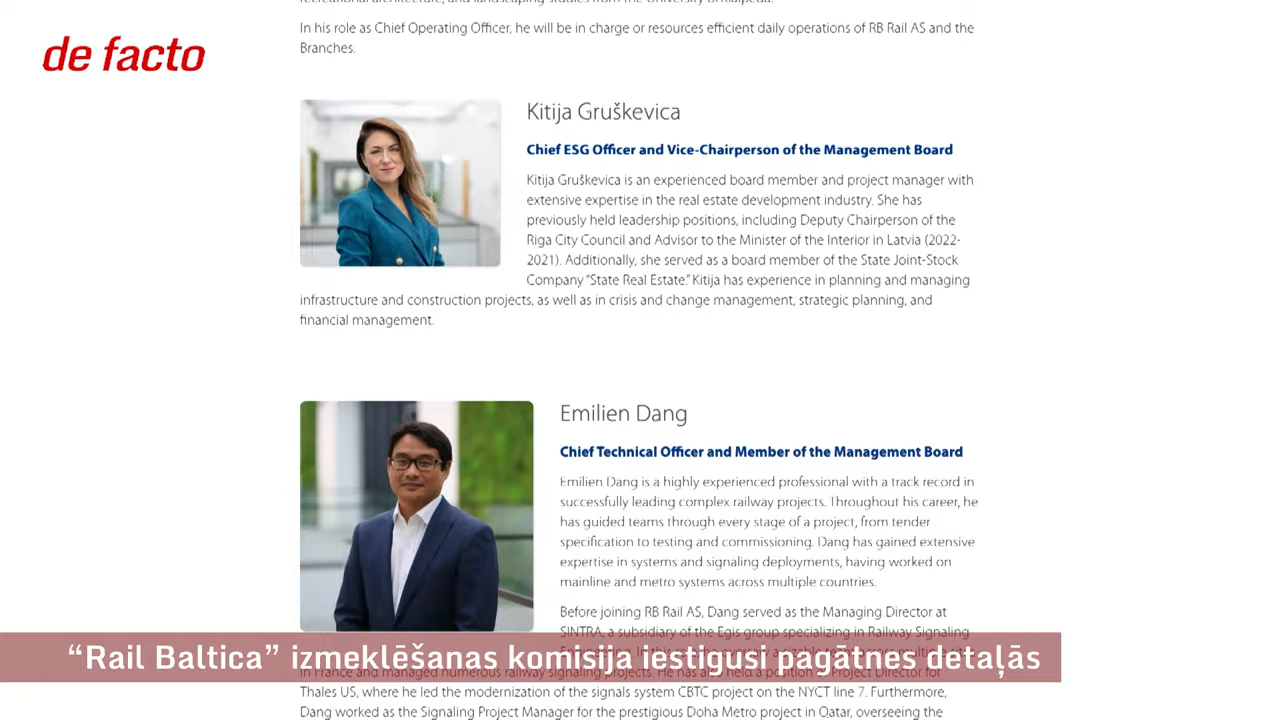 In his role as Chief Operating Officer, he will be in charge or resources efficient daily operations of RB Rail AS and the
Branches.
de facto
Kitija Gruškevica
Chief ESG Officer and Vice-Chairperson of the Management Board
Kitija Gruškevica is an experienced board member and project manager with
extensive expertise in the real estate development industry. She has
previously held leadership positions, including Deputy Chairperson of the
Riga City Council and Advisor to the Minister of the Interior in Latvia (2022-
2021). Additionally, she served as a board member of the State Joint-Stock
Company “State Real Estate.” Kitija has experience in planning and managing
infrastructure and construction projects, as well as in crisis and change management, strategic planning, and
financial management.
Emilien Dang
Chief Technical Officer and Member of the Management Board
Emilien Dang is a highly experienced professional with a track record in
successfully leading complex railway projects. Throughout his career, he
has guided teams through every stage of a project, from tender
specification to testing and commissioning. Dang has gained extensive
expertise in systems and signaling deployments, having worked on
mainline and metro systems across multiple countries.
Before joining RB Rail AS, Dang served as the Managing Director at
SINTRA, a subsidiary of the Egis group specializing in Railway Signaling
“Rail Baltica” izmeklēšanas komisija iestigusi pagātnes detaļās
in France and managed numerous railway signaling projects. He has also held a position Project Director for
Thales US, where he led the modernization of the signals system CBTC project on the NYCT line 7. Furthermore,
Dang worked as the Signaling Project Manager for the prestigious Doha Metro project in Qatar, overseeing the